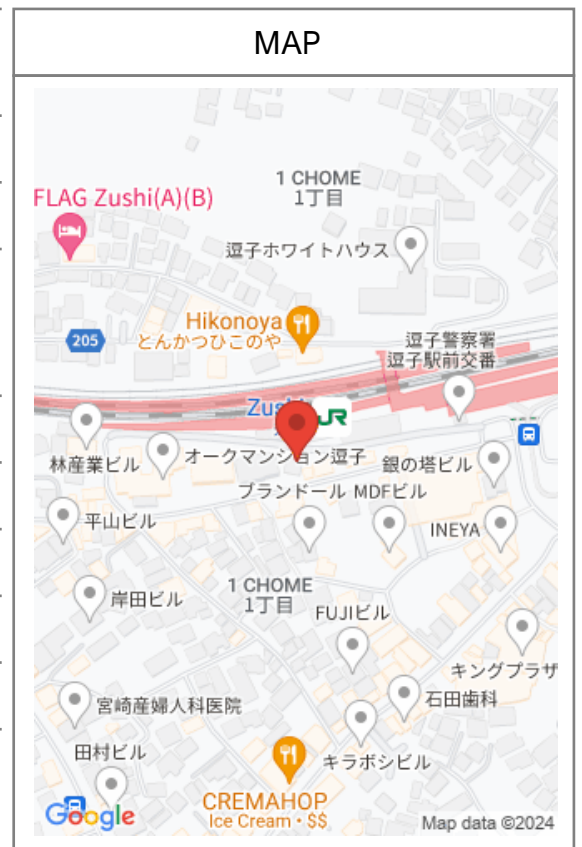 MAP
1 CHOME
1丁目
FLAG Zushi(A)(B)
逗子ホワイトハウス
Hikonoya
とんかつひこのや
205
逗子警察署
逗子駅前交番
JR
林産業ビル
オークマンション逗子
銀の塔ビル
ブランドール
MDFビル
平山ビル
INEYA
1 CHOME
1丁目
岸田ビル
FUJIビル
キングプラザ
石田歯科
宮崎産婦人科医院
田村ビル
キラボシビル
CREMAHOP
Ice Cream・$$
Google
Map data ©2024